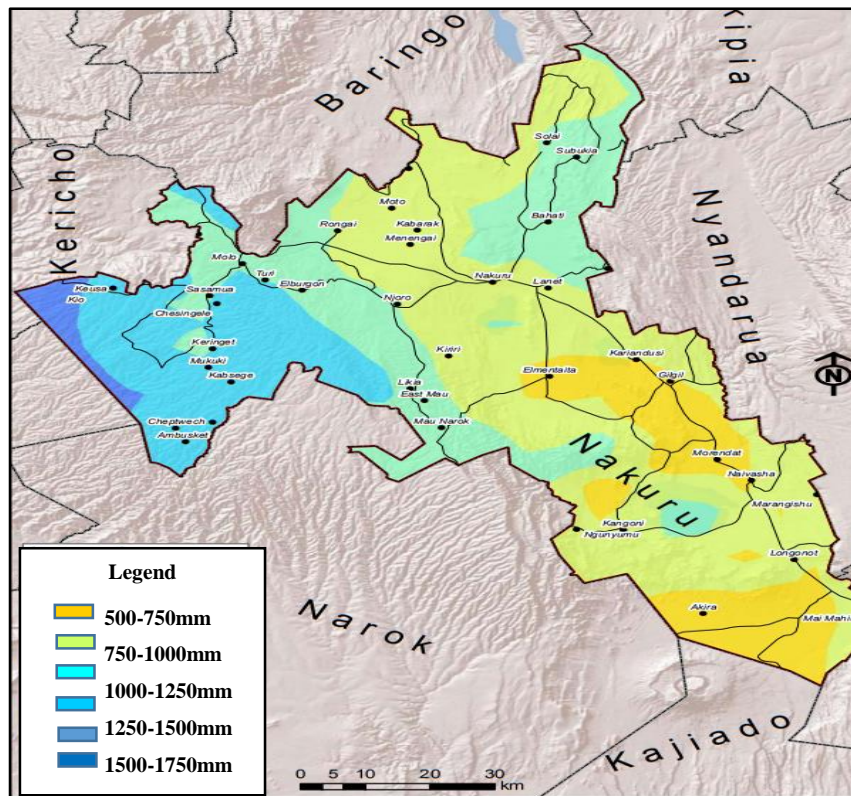 Baringo
kipia
Kericho
Nyandarua
Solai
Subukia
Moto
Rongai
Kabarak
Menengai
Bahati
Molo
Turi
Elburgon
Keusa
Kio
Sasamua
Chesingele
Nakuru
Lanet
Njoro
Keringet
Mukuki
Kabsege
Kiriri
Kariandusi
Elmentaita
Gilgil
N
Likia
East Mau
Cheptwech
Ambusket
Mau Narok
Nakuru
Morendat
Naivasha
Marangishu
Kangoni
Ngunyumu
Longonot
Narok
Akira
Mai Mahi
Kajiado
Legend
500-750mm
750-1000mm
1000-1250mm
1250-1500mm
1500-1750mm
0 5 10 20 30
km